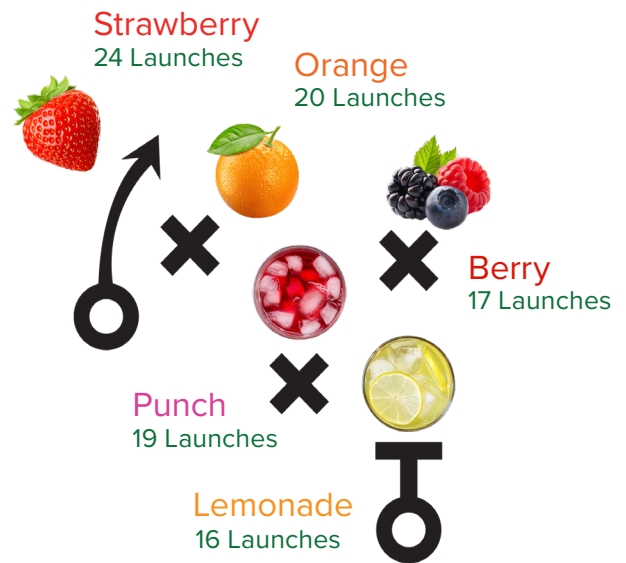 Strawberry
24 Launches
Orange
20 Launches
Berry
17 Launches
Punch
19 Launches
Lemonade
16 Launches